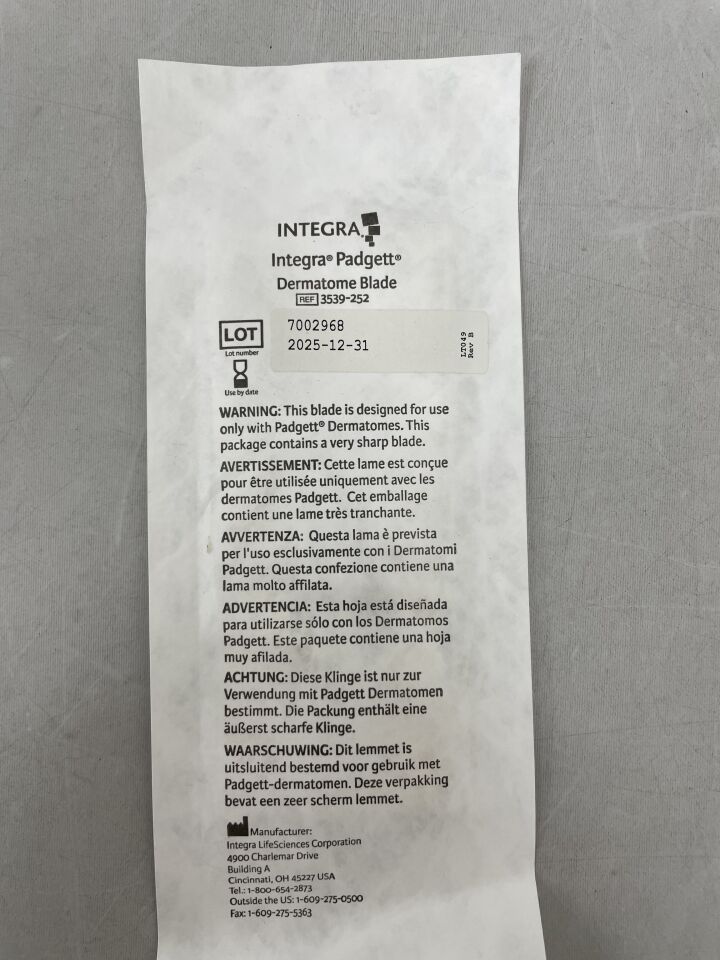 INTEGRA
Integra® Padgett®
Dermatome Blade
REF 3539-252
LOT
Lot number
7002968
2025-12-31
LT049
Rev B
Use by date
WARNING: This blade is designed for use
only with Padgett® Dermatomes. This
package contains a very sharp blade.
AVERTISSEMENT: Cette lame est conçue
pour être utilisée uniquement avec les
dermatomes Padgett. Cet emballage
contient une lame très tranchante.
AVVERTENZA: Questa lama è prevista
per l'uso esclusivamente con i Dermatomi
Padgett. Questa confezione contiene una
lama molto affilata.
ADVERTENCIA: Esta hoja está diseñada
para utilizarse sólo con los Dermatomos
Padgett. Este paquete contiene una hoja
muy afilada.
ACHTUNG: Diese Klinge ist nur zur
Verwendung mit Padgett Dermatomen
bestimmt. Die Packung enthält eine
äußerst scharfe Klinge.
WAARSCHUWING: Dit lemmet is
uitsluitend bestemd voor gebruik met
Padgett-dermatomen. Deze verpakking
bevat een zeer scherm lemmet.
Manufacturer:
Integra LifeSciences Corporation
4900 Charlemar Drive
Building A
Cincinnati, OH 45227 USA
Tel.: 1-800-654-2873
Outside the US: 1-609-275-0500
Fax: 1-609-275-5363